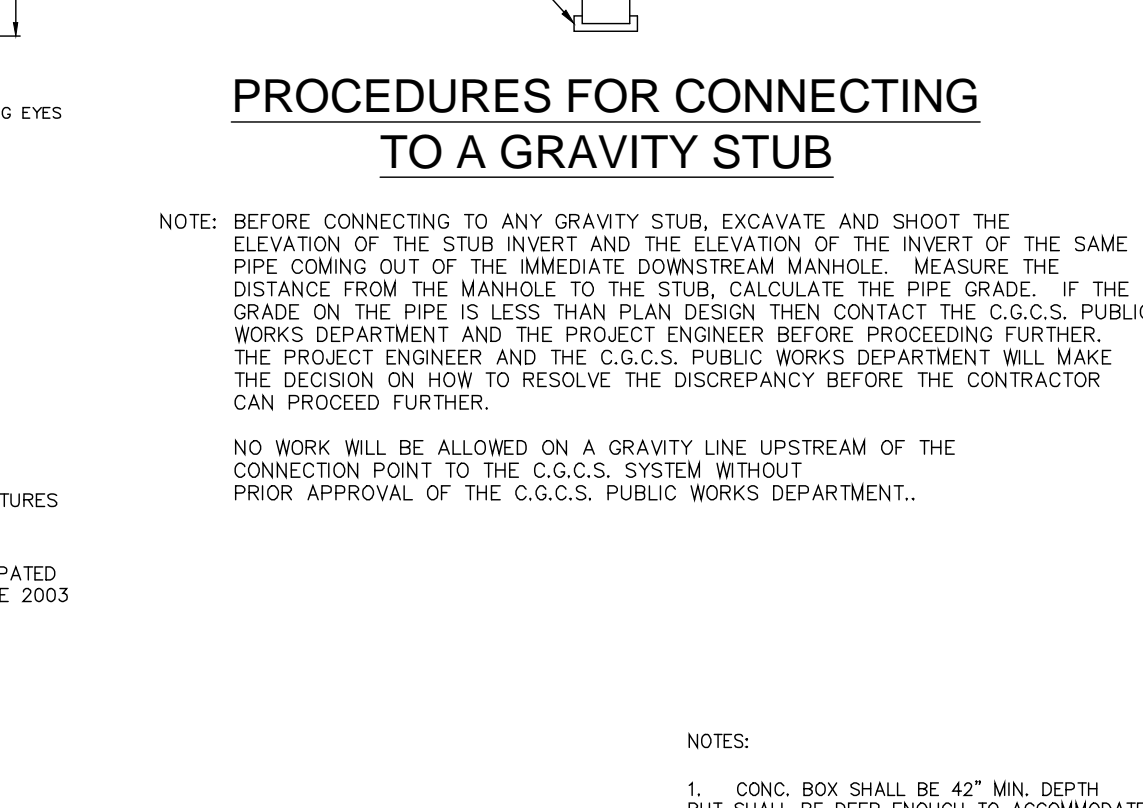 G EYES
PROCEDURES FOR CONNECTING
TO A GRAVITY STUB
NOTE: BEFORE CONNECTING TO ANY GRAVITY STUB, EXCAVATE AND SHOOT THE
ELEVATION OF THE STUB INVERT AND THE ELEVATION OF THE INVERT OF THE SAME
PIPE COMING OUT OF THE IMMEDIATE DOWNSTREAM MANHOLE. MEASURE THE
DISTANCE FROM THE MANHOLE TO THE STUB, CALCULATE THE PIPE GRADE. IF THE
GRADE ON THE PIPE IS LESS THAN PLAN DESIGN THEN CONTACT THE C.G.C.S. PUBLIC
WORKS DEPARTMENT AND THE PROJECT ENGINEER BEFORE PROCEEDING FURTHER.
THE PROJECT ENGINEER AND THE C.G.C.S. PUBLIC WORKS DEPARTMENT WILL MAKE
THE DECISION ON HOW TO RESOLVE THE DISCREPANCY BEFORE THE CONTRACTOR
CAN PROCEED FURTHER.
NO WORK WILL BE ALLOWED ON A GRAVITY LINE UPSTREAM OF THE
CONNECTION POINT TO THE C.G.C.S. SYSTEM WITHOUT
PRIOR APPROVAL OF THE C.G.C.S. PUBLIC WORKS DEPARTMENT..
TURES
PATED
E 2003
NOTES:
1. CONC. BOX SHALL BE 42" MIN. DEPTH
BUT SHALL BE DEEP ENOUGH TO ACCOMMODATE